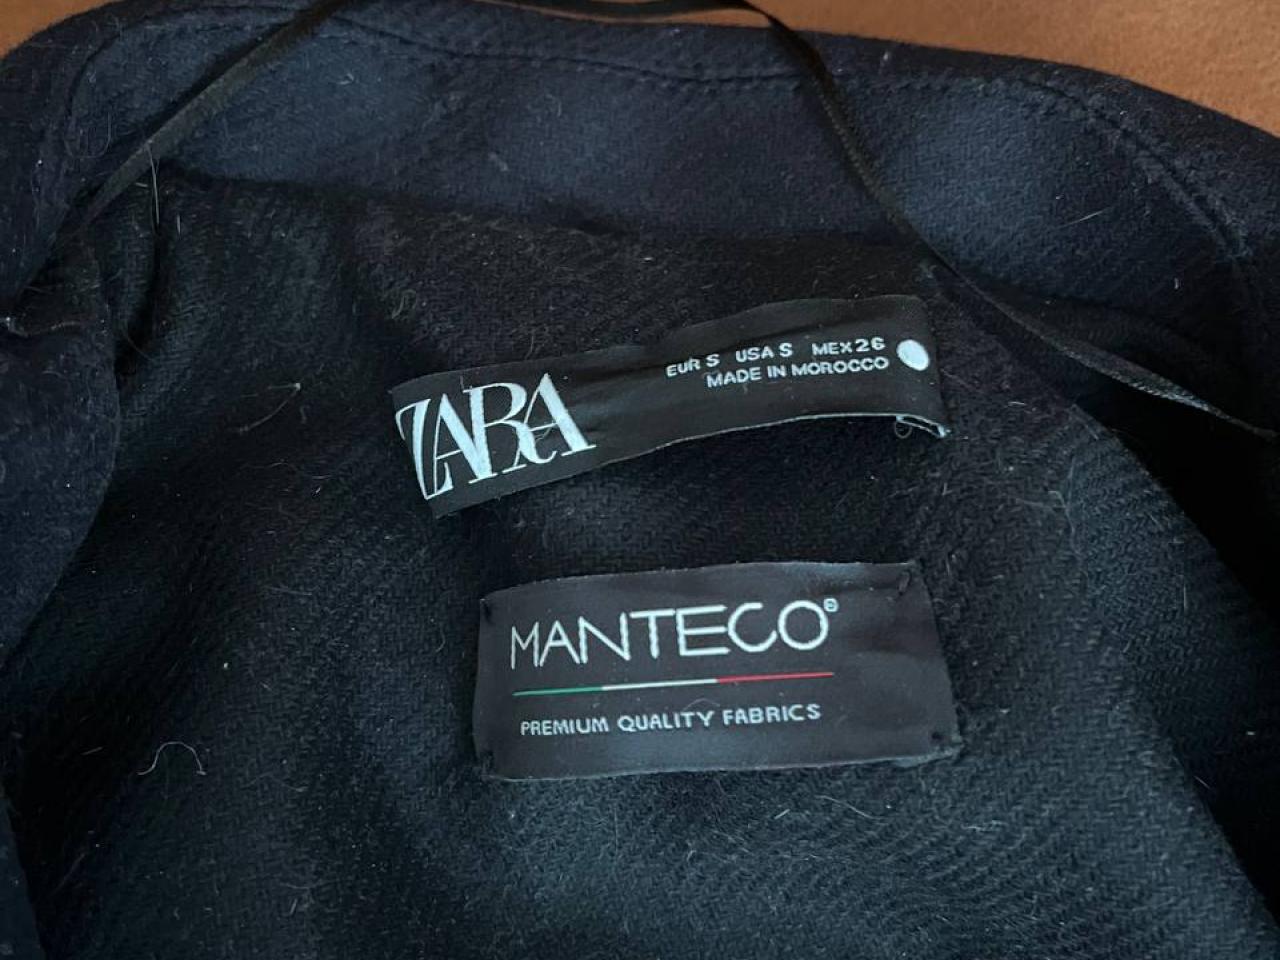 ZARA
EUR S USA S MEX 26
MADE IN MOROCCO
MANTECO®
PREMIUM QUALITY FABRICS